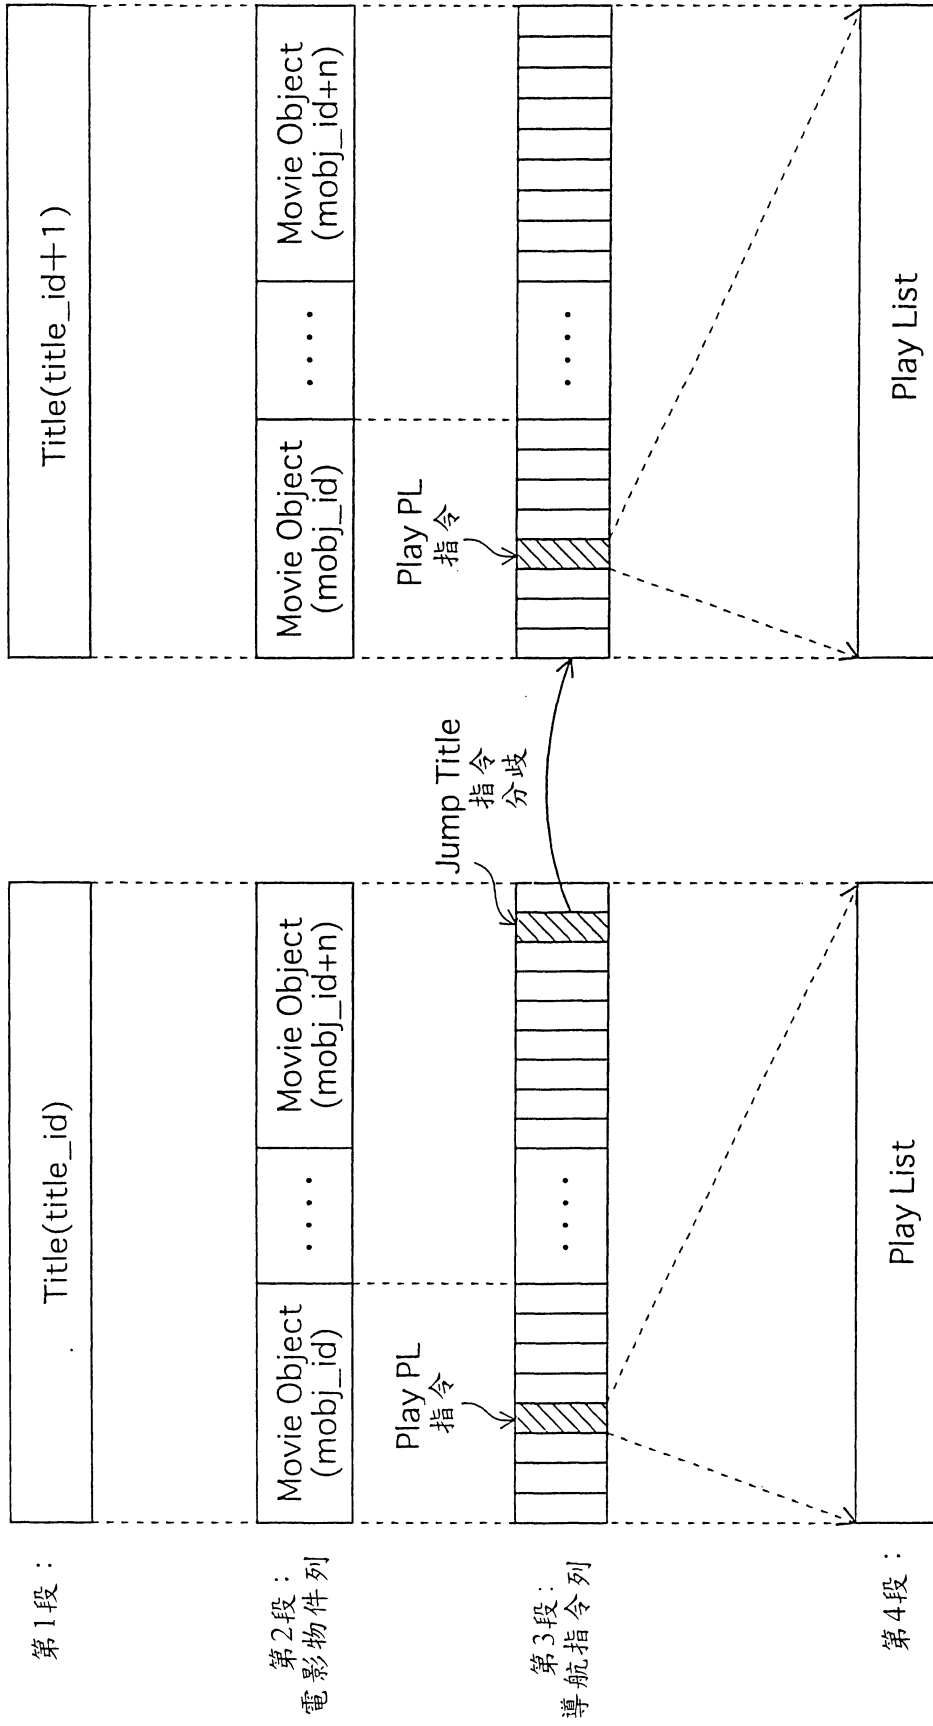 第1段：
Title(title_id)
Title(title_id+1)
第2段：
電影物件列
Movie Object
(mobj_id)
‥‥
Movie Object
(mobj_id+n)
Movie Object
(mobj_id)
‥‥
Movie Object
(mobj_id+n)
Play PL
指令
Jump Title
指令
分歧
Play PL
指令
第3段：
導航指令列
‥‥
‥‥
第4段：
Play List
Play List